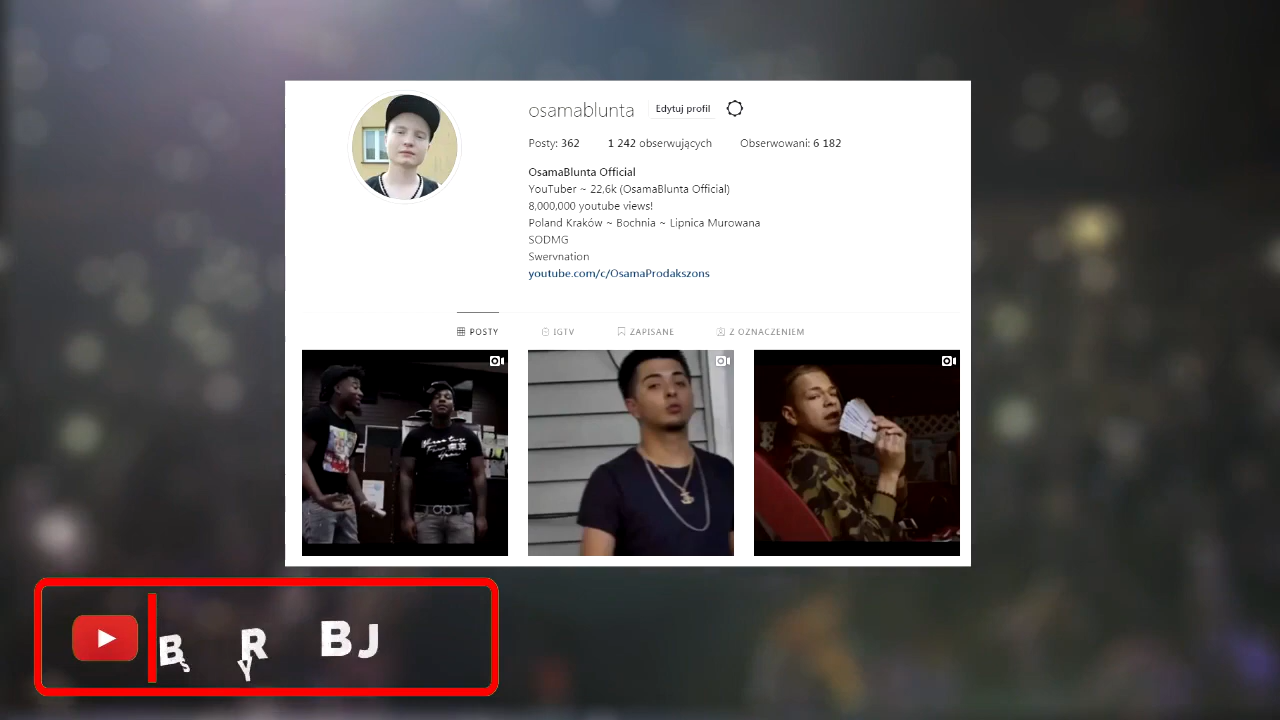 osamablunta Edytuj profil
Posty: 362 1 242 obserwujących Obserwowani: 6 182
OsamaBlunta Official
YouTuber ~ 22,6k (OsamaBlunta Official)
8,000,000 youtube views!
Poland Kraków ~ Bochnia ~ Lipnica Murowana
SODMG
Swervnation
youtube.com/c/OsamaProdakszons
POSTY IGTV ZAPISANE Z OZNACZENIEM